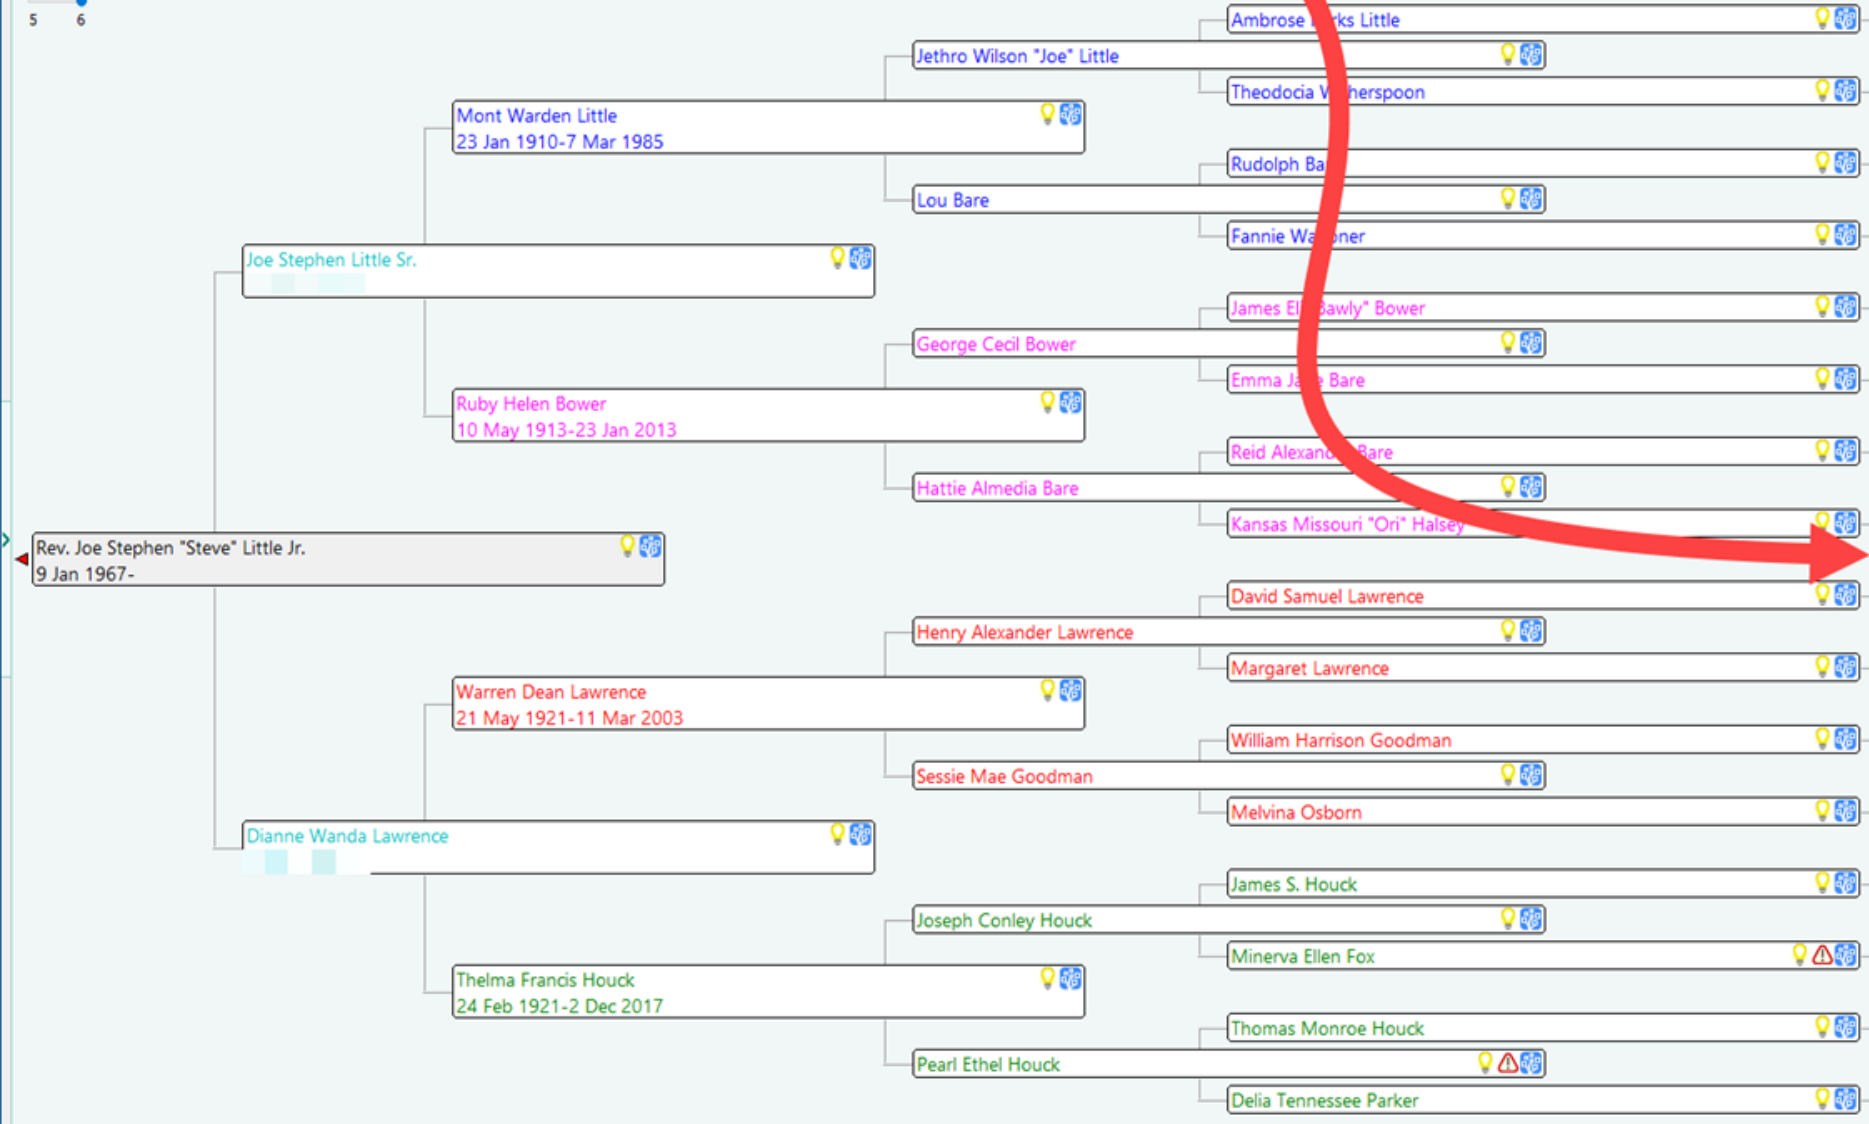 5 6
Ambrose Little
Jethro Wilson "Joe" Little
Theodocia
Mont Warden Little
23 Jan 1910-7 Mar 1985
Rudolph
Lou Bare
Fannie
Joe Stephen Little Sr.
James "Bawly" Bower
George Cecil Bower
Emma Bare
Ruby Helen Bower
10 May 1913-23 Jan 2013
Reid Bare
Hattie Almedia Bare
Kansas Missouri "Ori" Halsey
Rev. Joe Stephen "Steve" Little Jr.
9 Jan 1967-
David Samuel Lawrence
Henry Alexander Lawrence
Margaret Lawrence
Warren Dean Lawrence
21 May 1921-11 Mar 2003
William Harrison Goodman
Sessie Mae Goodman
Melvina Osborn
Dianne Wanda Lawrence
James S. Houck
Joseph Conley Houck
Minerva Ellen Fox
Thelma Francis Houck
24 Feb 1921-2 Dec 2017
Thomas Monroe Houck
Pearl Ethel Houck
Delia Tennessee Parker